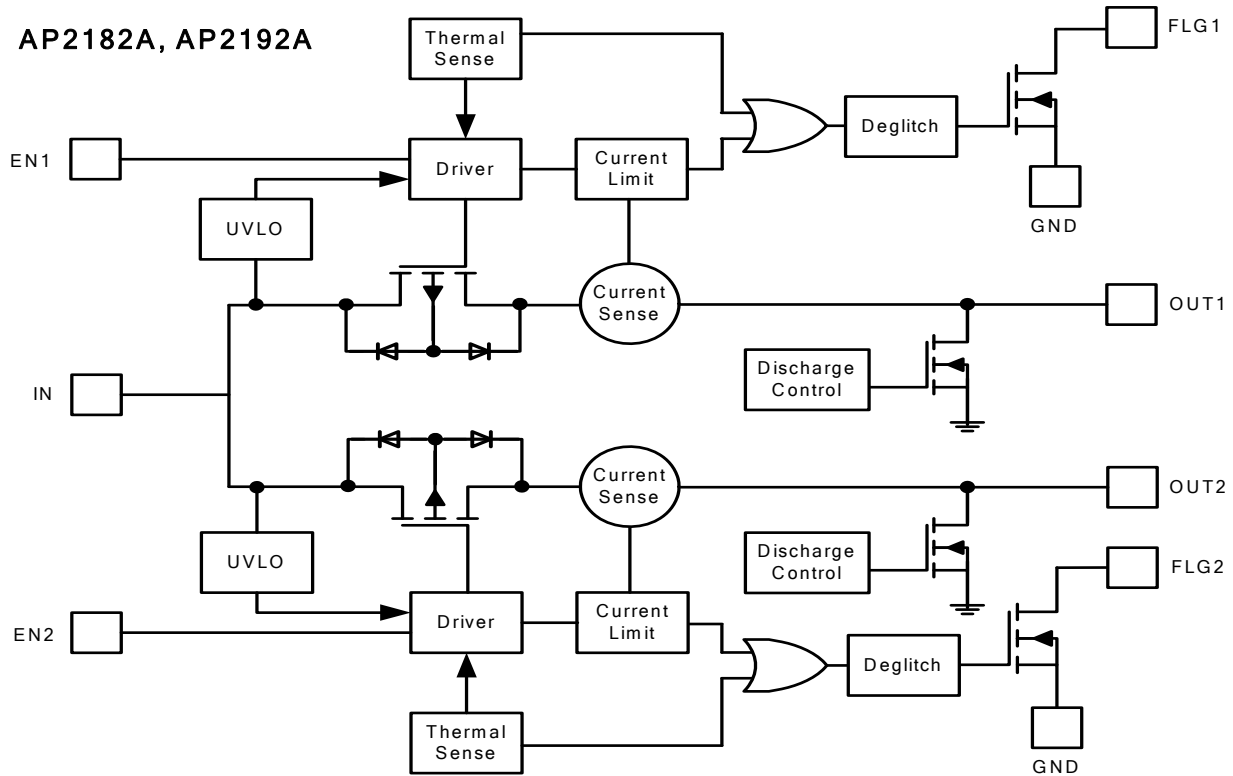 AP2182A, AP2192A
Thermal
Sense
FLG1
EN1
Driver
Current
Limit
Deglitch
UVLO
GND
Current
Sense
OUT1
Discharge
Control
IN
Current
Sense
OUT2
UVLO
Discharge
Control
FLG2
EN2
Driver
Current
Limit
Deglitch
Thermal
Sense
GND